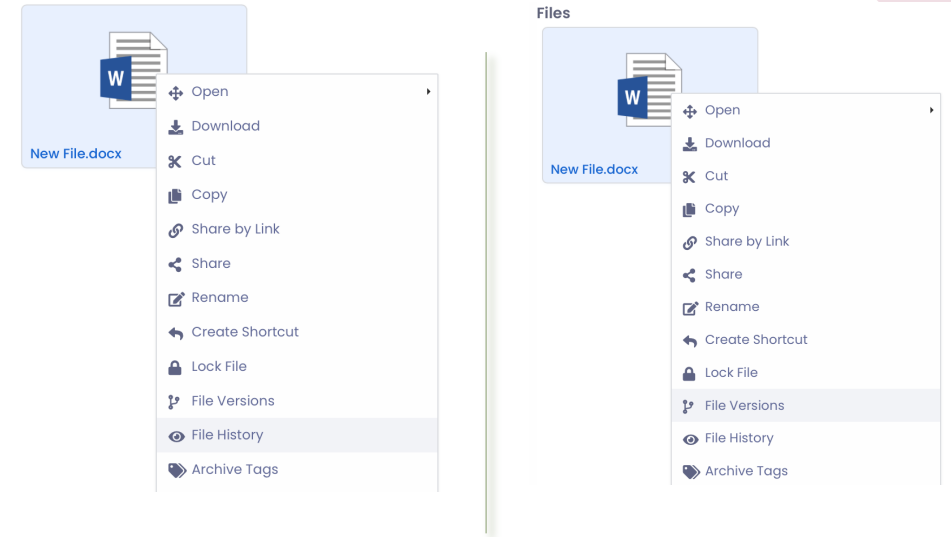 W
New File.docx
Open
Download
Cut
Copy
Share by Link
Share
Rename
Create Shortcut
Lock File
File Versions
File History
Archive Tags
Files
W
New File.docx
Open
Download
Cut
Copy
Share by Link
Share
Rename
Create Shortcut
Lock File
File Versions
File History
Archive Tags